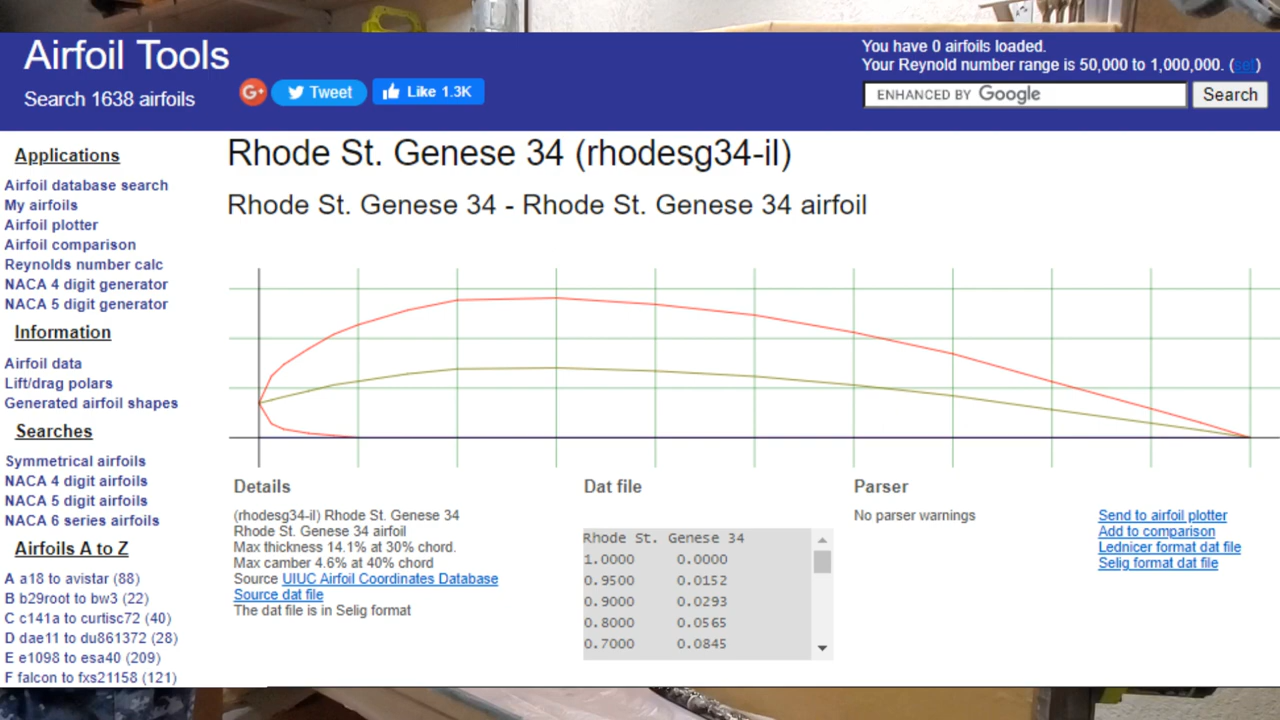 Airfoil Tools
Search 1638 airfoils
G+
Tweet
Like 1.3K
You have 0 airfoils loaded.
Your Reynold number range is 50,000 to 1,000,000. (set)
ENHANCED BY Google
Search
Applications
Airfoil database search
My airfoils
Airfoil plotter
Airfoil comparison
Reynolds number calc
NACA 4 digit generator
NACA 5 digit generator
Information
Airfoil data
Lift/drag polars
Generated airfoil shapes
Searches
Symmetrical airfoils
NACA 4 digit airfoils
NACA 5 digit airfoils
NACA 6 series airfoils
Airfoils A to Z
A a18 to avistar (88)
B b29root to bw3 (22)
C c141a to curtisc72 (40)
D dae11 to du861372 (28)
E e1098 to esa40 (209)
F falcon to fxs21158 (121)
Rhode St. Genese 34 (rhodesg34-il)
Rhode St. Genese 34 - Rhode St. Genese 34 airfoil
Details
(rhodesg34-il) Rhode St. Genese 34
Rhode St. Genese 34 airfoil
Max thickness 14.1% at 30% chord.
Max camber 4.6% at 40% chord
Source UIUC Airfoil Coordinates Database
Source dat file
The dat file is in Selig format
Dat file
Rhode St. Genese 34
1.0000 0.0000
0.9500 0.0152
0.9000 0.0293
0.8000 0.0565
0.7000 0.0845
Parser
No parser warnings
Send to airfoil plotter
Add to comparison
Lednicer format dat file
Selig format dat file